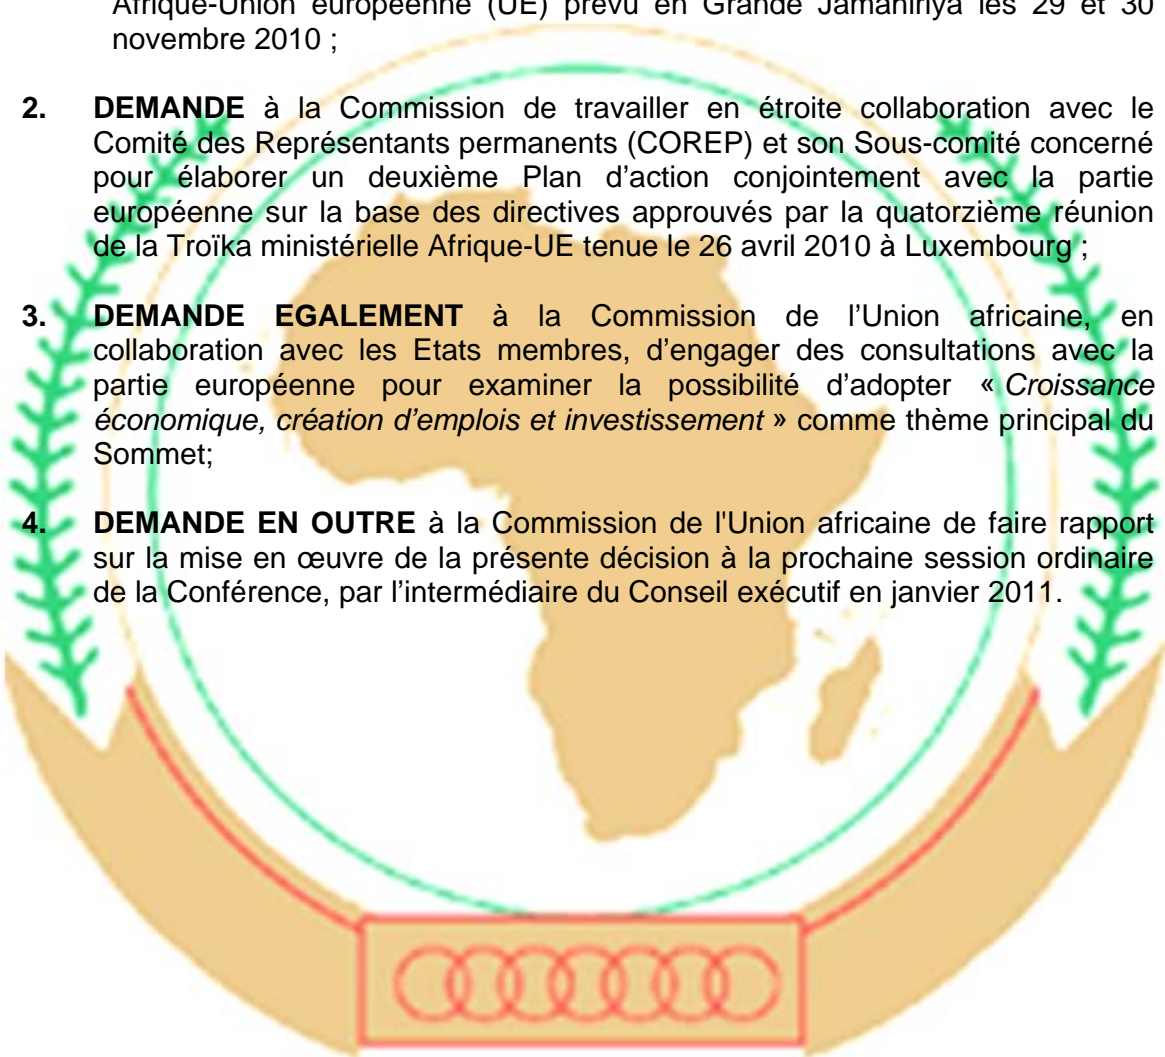 Afrique-Union européenne (UE) prévu en Grande Jamahiriya les 29 et 30
novembre 2010 ;
2. DEMANDE à la Commission de travailler en étroite collaboration avec le
Comité des Représentants permanents (COREP) et son Sous-comité concerné
pour élaborer un deuxième Plan d’action conjointement avec la partie
européenne sur la base des directives approuvés par la quatorzième réunion
de la Troïka ministérielle Afrique-UE tenue le 26 avril 2010 à Luxembourg ;
3. DEMANDE EGALEMENT à la Commission de l’Union africaine, en
collaboration avec les Etats membres, d’engager des consultations avec la
partie européenne pour examiner la possibilité d’adopter « Croissance
économique, création d’emplois et investissement » comme thème principal du
Sommet;
4. DEMANDE EN OUTRE à la Commission de l'Union africaine de faire rapport
sur la mise en œuvre de la présente décision à la prochaine session ordinaire
de la Conférence, par l’intermédiaire du Conseil exécutif en janvier 2011.